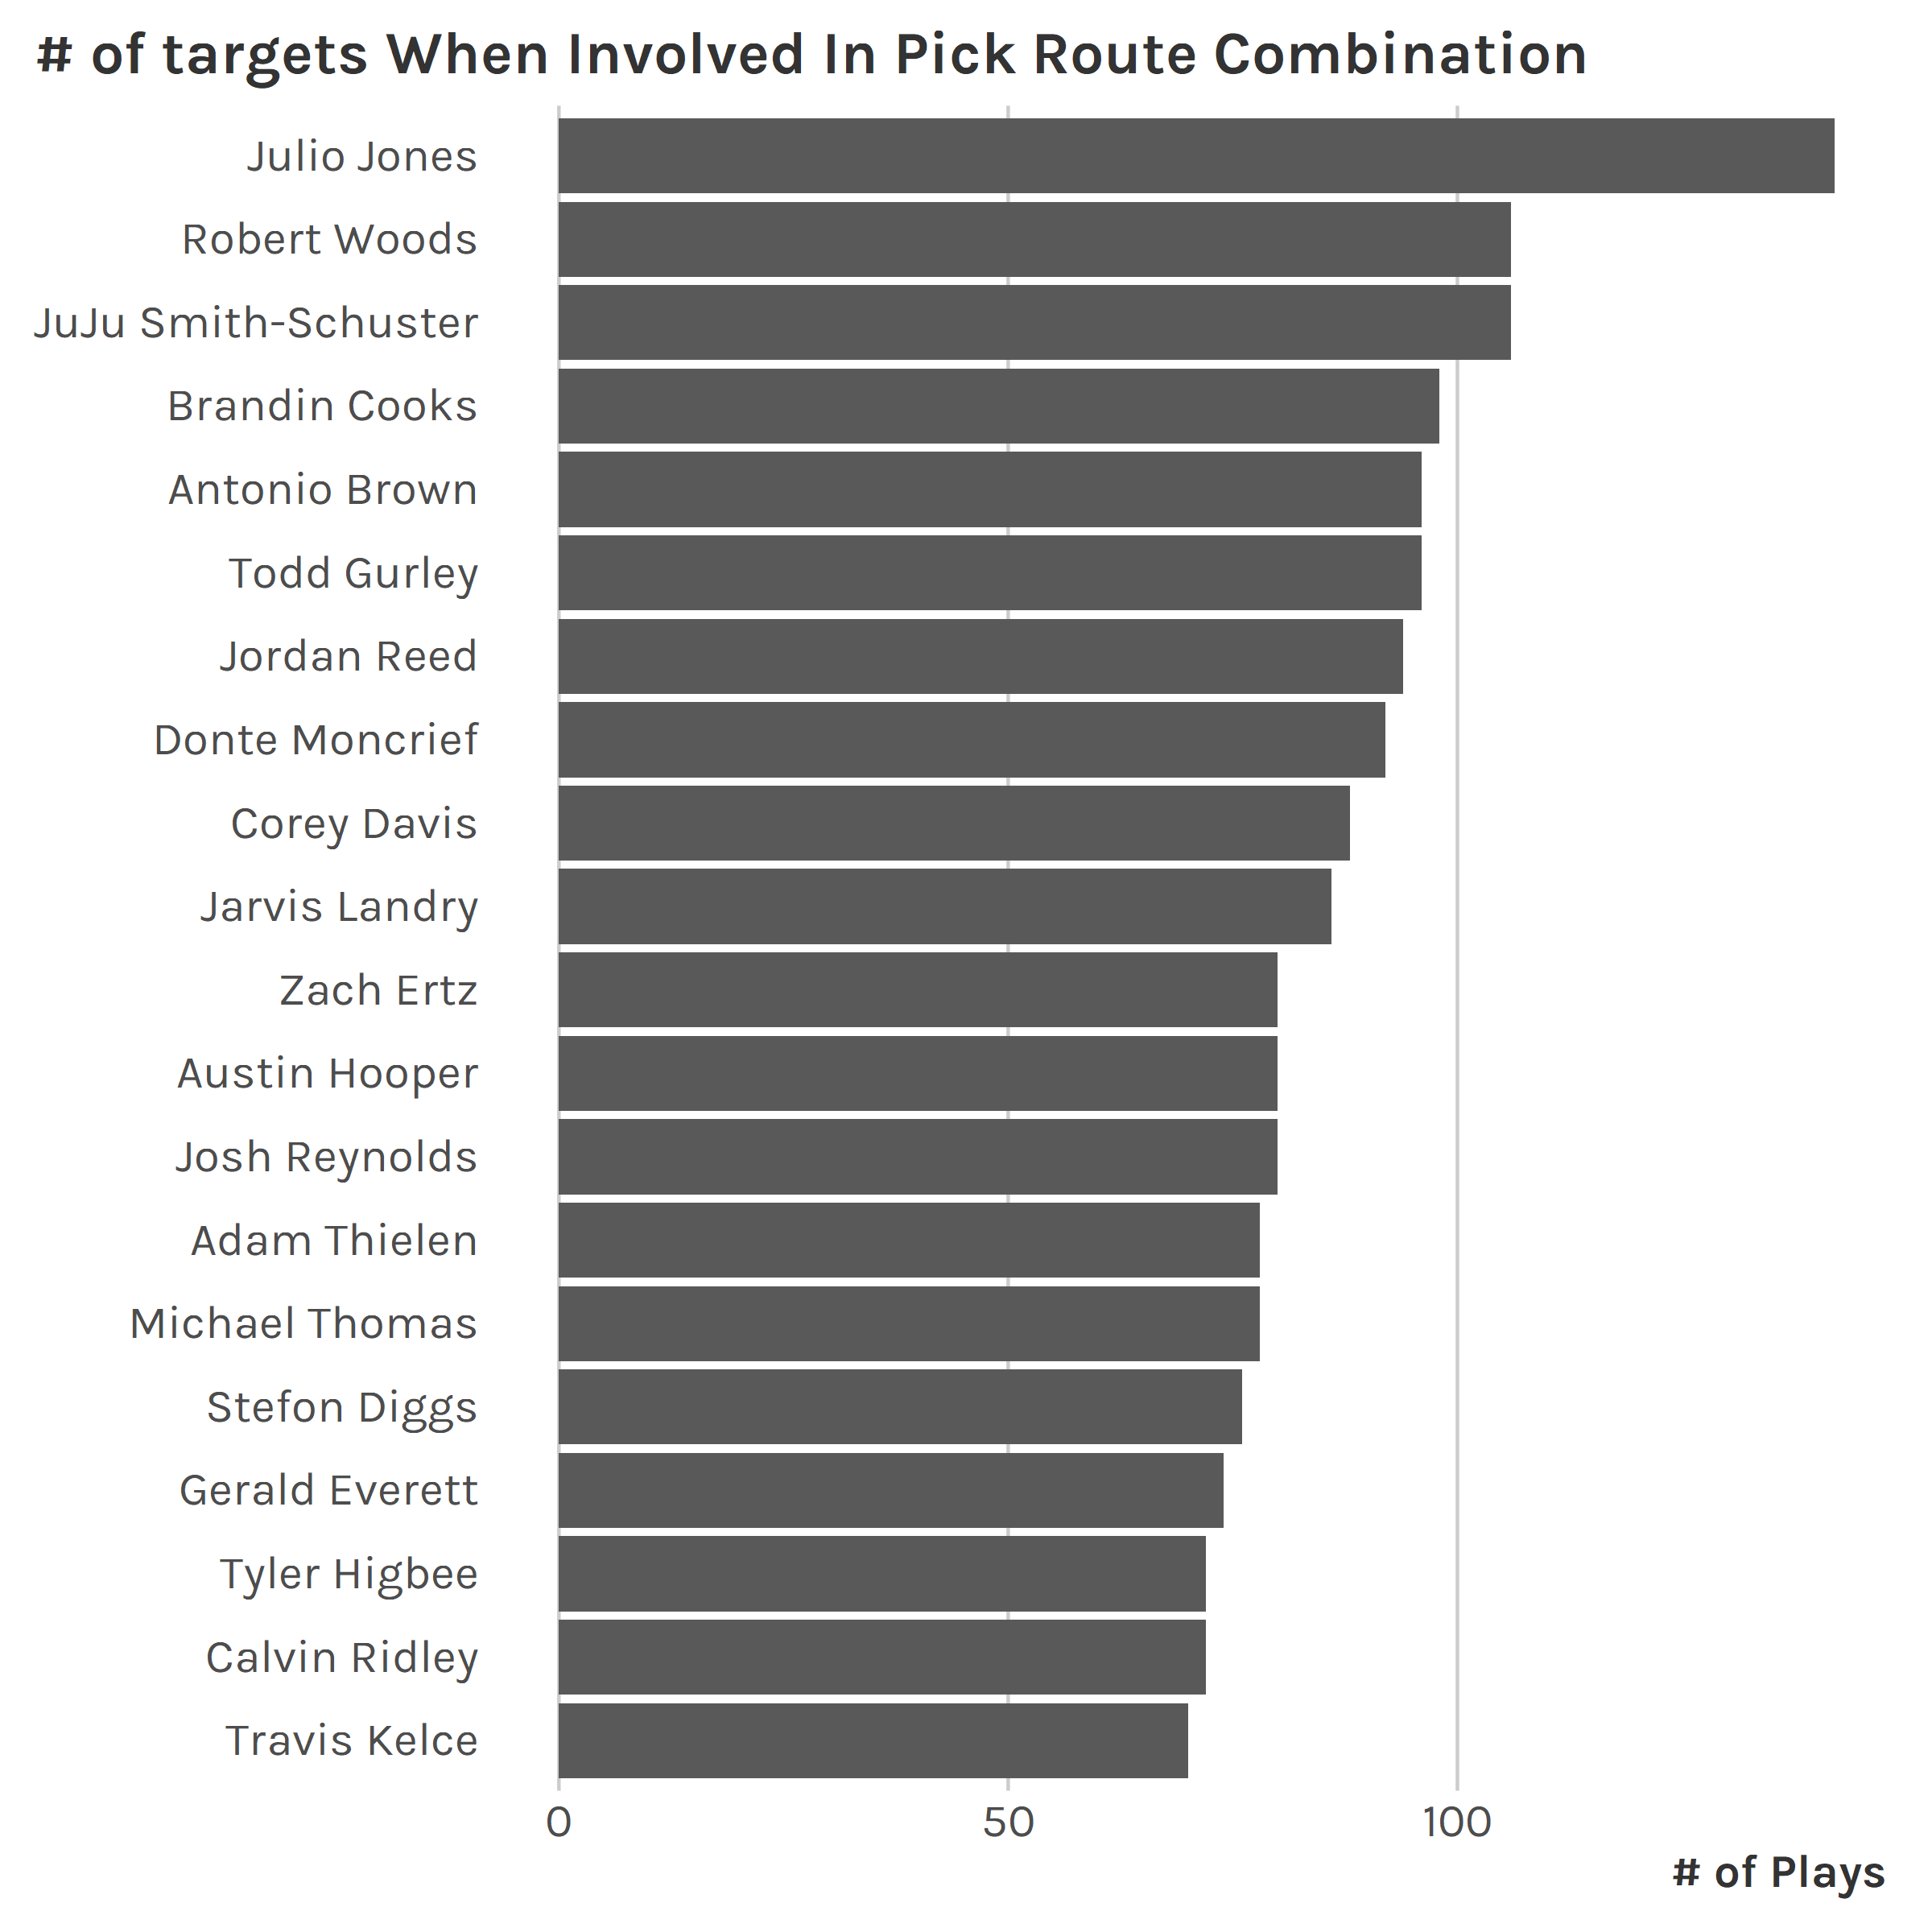 # of targets When Involved In Pick Route Combination
Julio Jones
Robert Woods
JuJu Smith-Schuster
Brandin Cooks
Antonio Brown
Todd Gurley
Jordan Reed
Donte Moncrief
Corey Davis
Jarvis Landry
Zach Ertz
Austin Hooper
Josh Reynolds
Adam Thielen
Michael Thomas
Stefon Diggs
Gerald Everett
Tyler Higbee
Calvin Ridley
Travis Kelce
0 50 100
# of Plays